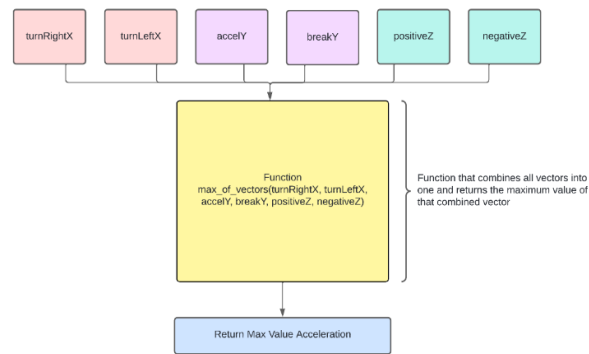 turnRightX
turnLeftX
accelY
breakY
positiveZ
negativeZ
Function
max_of_vectors(turnRightX, turnLeftX,
accelY, breakY, positiveZ, negativeZ)
Function that combines all vectors into
one and returns the maximum value of
that combined vector
Return Max Value Acceleration